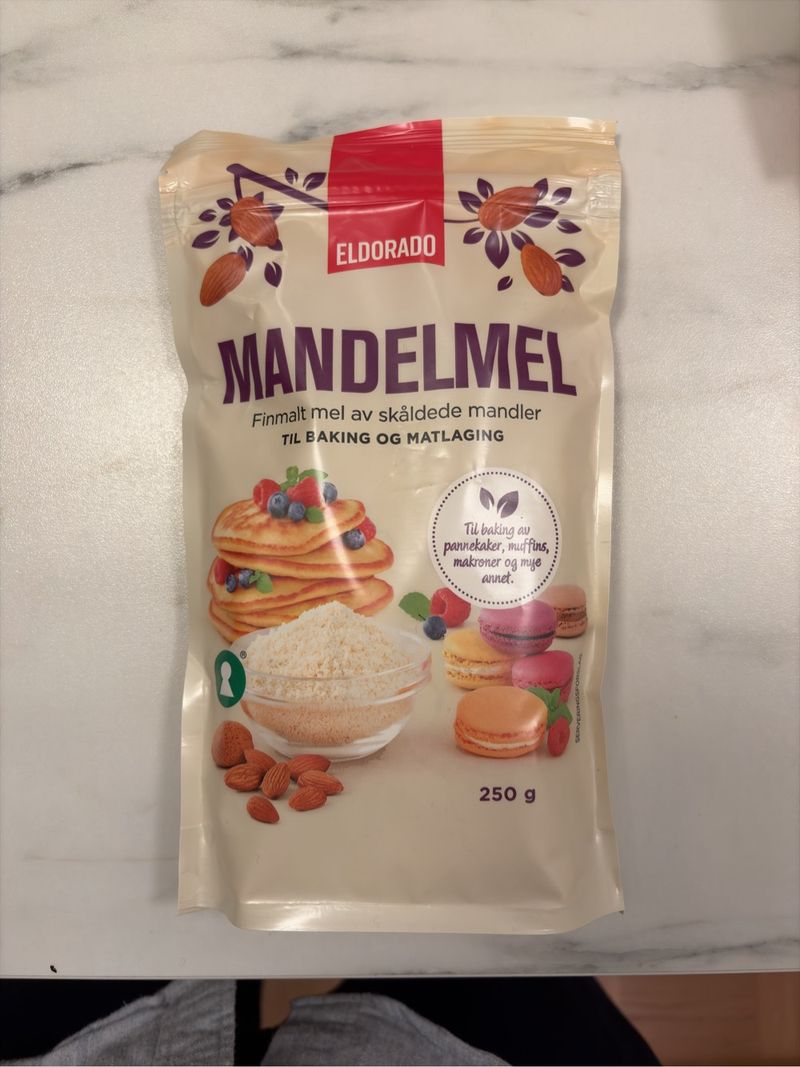 ELDORADO
MANDELMEL
Finmalt mel av skåldede mandler
TIL BAKING OG MATLAGING
Til baking av
pannekaker, muffins,
makroner og mye
annet.
®
SERVERINGSFORSLAG
250 g